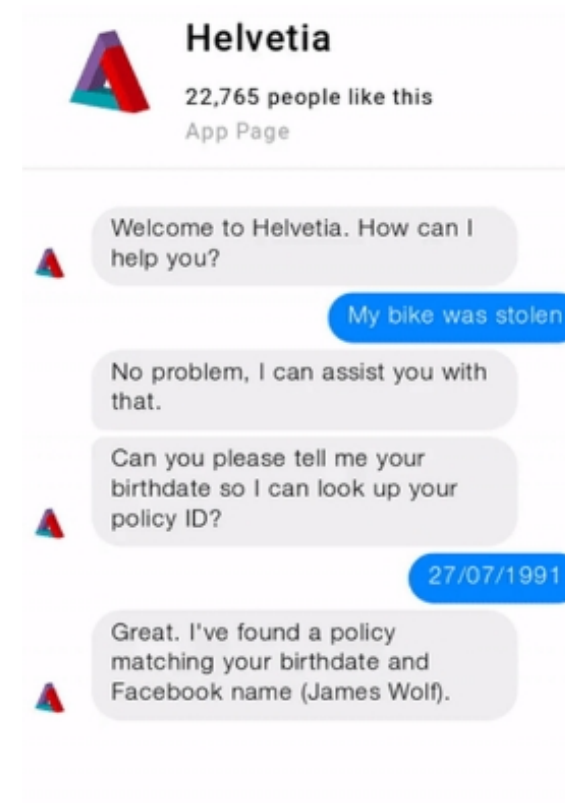 Helvetia
22,765 people like this
App Page
Welcome to Helvetia. How can I
help you?
My bike was stolen
No problem, I can assist you with
that.
Can you please tell me your
birthdate so I can look up your
policy ID?
27/07/1991
Great. I've found a policy
matching your birthdate and
Facebook name (James Wolf).